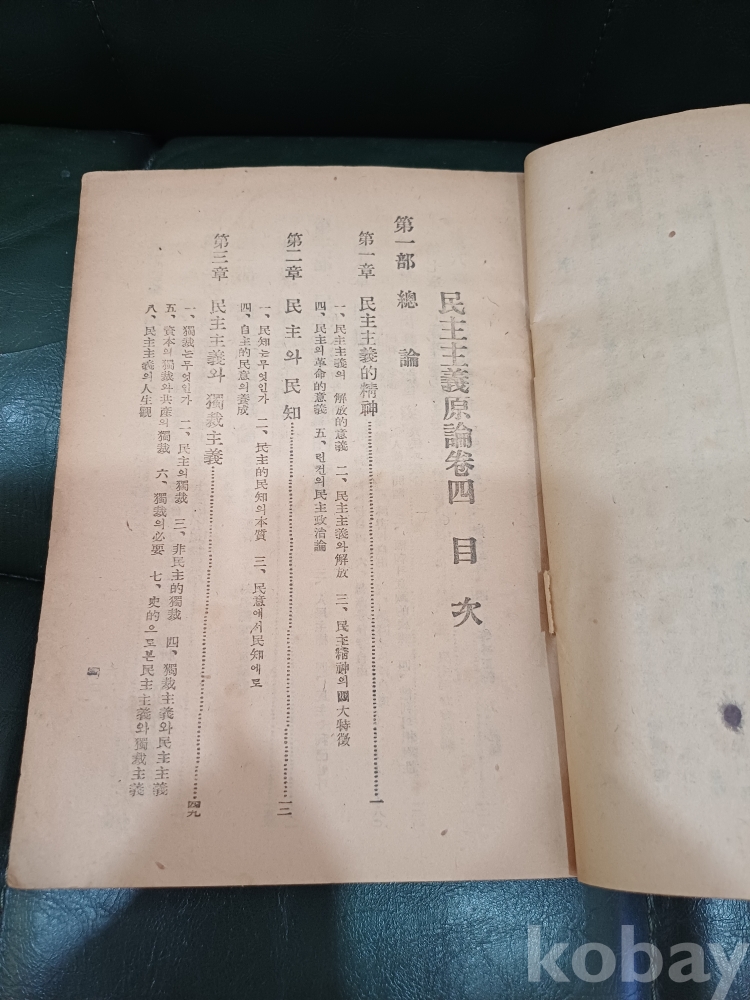 民主主義原論卷四 目次
第一部 總論
第一章 民主主義的精神 一
一、民主主義의 解放的意義 二、民主主義와解放 三、民主精神의四大特徵
四、民主의革命的意義 五、린컨의民主政治論
第二章 民主와民知 一二
一、民知는무엇인가 二、民主的民知의本質 三、民意에서民知에로
四、自主的民意의養成
第三章 民主主義와 獨裁主義 四九
一、獨裁는무엇인가 二、民主의獨裁 三、非民主的獨裁 四、獨裁主義와民主主義
五、資本의獨裁와共産의獨裁 六、獨裁의必要 七、史的으로본民主主義와獨裁主義
八、民主主義의人生觀
kobay